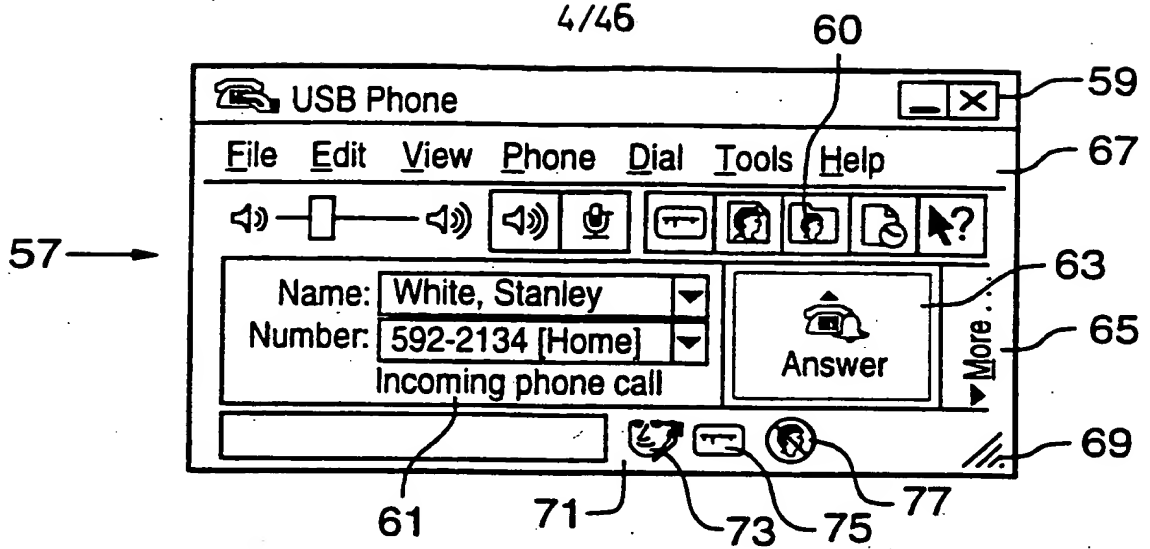 4/46
60
USB Phone
59
File Edit View Phone Dial Tools Help
67
?
57
63
Name: White, Stanley
Number: 592-2134 [Home]
Incoming phone call
Answer
More...
65
69
61
71
73
75
77